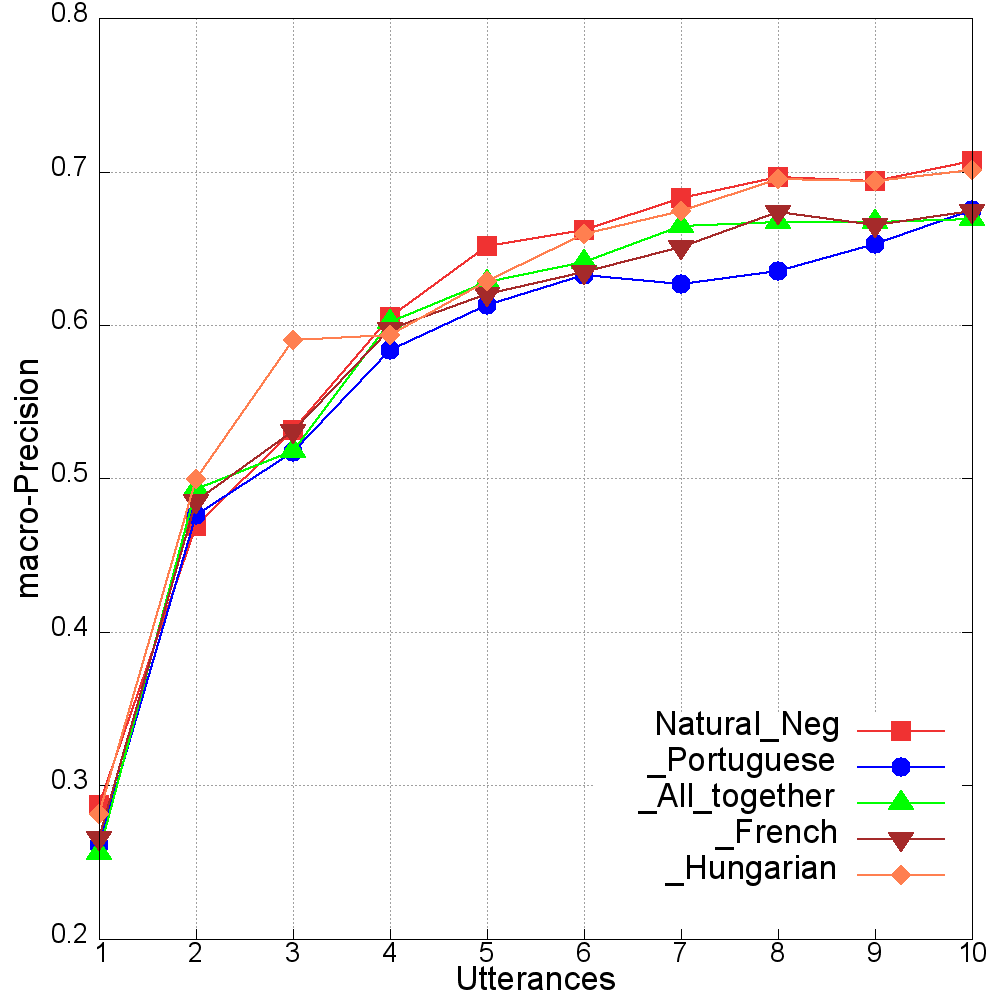 0.8
0.7
0.6
0.5
0.4
0.3
0.2
macro-Precision
1 2 3 4 5 6 7 8 9 10
Utterances
Natural_Neg
_Portuguese
_All_together
_French
_Hungarian